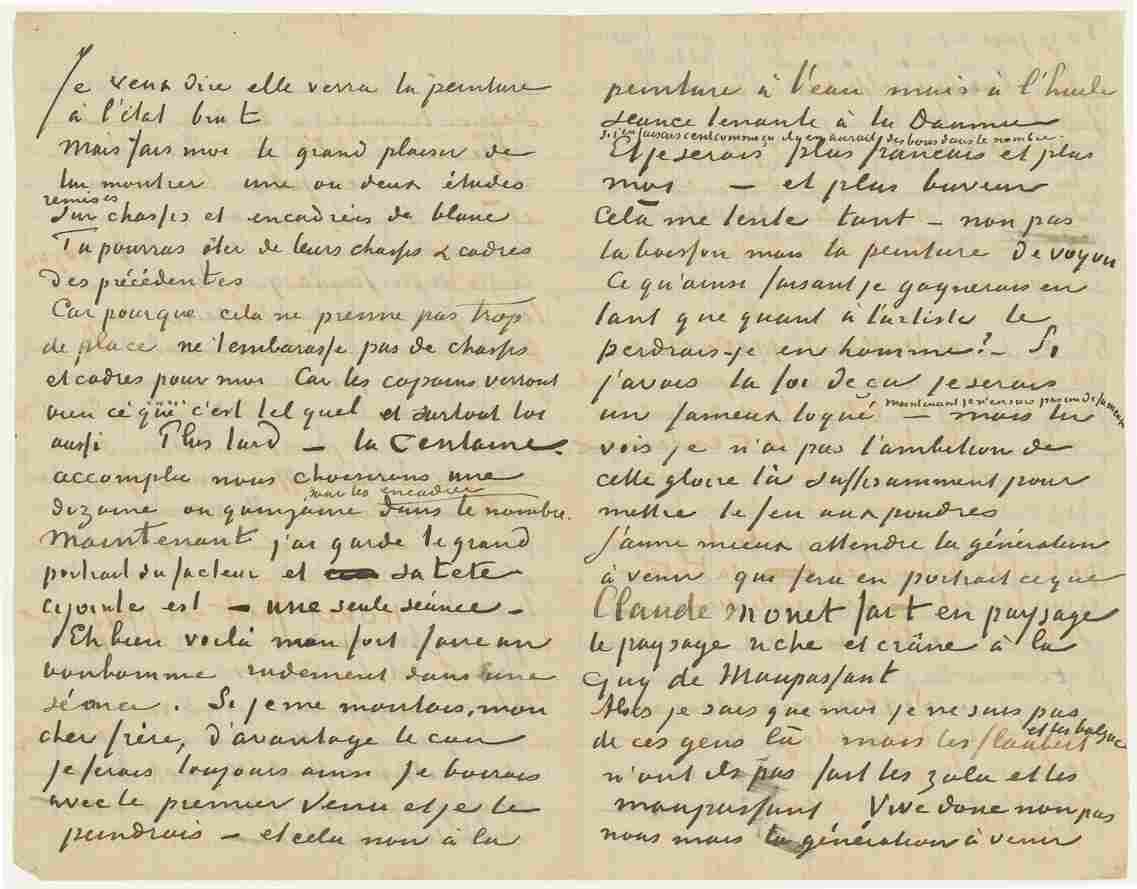 Je veux dire elle verra la peinture
à l'état brut
Mais fais moi le grand plaisir de
lui montrer une ou deux études
remises
sur chassis et encadrées de blanc
Tu pourras ôter de leurs chassis & cadres
des précédentes
Car pourque cela ne prenne pas trop
de place ne t'embarasse pas de chassis
et cadres pour moi Car les copains verront
bien ce que c'est tel quel et surtout toi
aussi Plus tard – la Centaine
accomplie nous choisirons une
pour les encadrer
dizaine ou quinzaine dans le nombre.
Maintenant j'ai gardé le grand
portrait du facteur et sa tete
cijointe est – une seule séance –
Eh bien voilà mon fort faire un
bonhomme rudement dans une
séance. Si je me montais, mon
cher frère, d'avantage le cou
je ferais toujours ainsi je boirais
avec le premier venu et je le
peindrais – et cela non à la
peinture à l'eau mais à l'huile
séance tenante à la Daumier
Si j'en faisais cent comme ça il y en aurait des bons dans le nombre.
Et je serais plus francais et plus
moi – et plus buveur
Cela me tente tant – non pas
la boisson mais la peinture de voyou
Ce qu'ainsi faisant je gagnerais en
tant que quant à l'artiste le
perdrais-je en homme? – Si
j'avais la foi de ça je serais
maintenant je n'en suis pas un de fameux
un fameux toqué – mais tu
vois je n'ai pas l'ambition de
cette gloire là suffisamment pour
mettre le feu aux poudres
J'aime mieux attendre la génération
à venir que fera en portrait ce que
Claude Monet fait en paysage
le paysage riche et crâne à la
Guy de Maupassant
Alors je sais que moi je ne suis pas
et les balzac
de ces gens là mais les flaubert
n'ont ils pas fait les zola et les
maupassant Vive donc non pas
nous mais la génération à venir